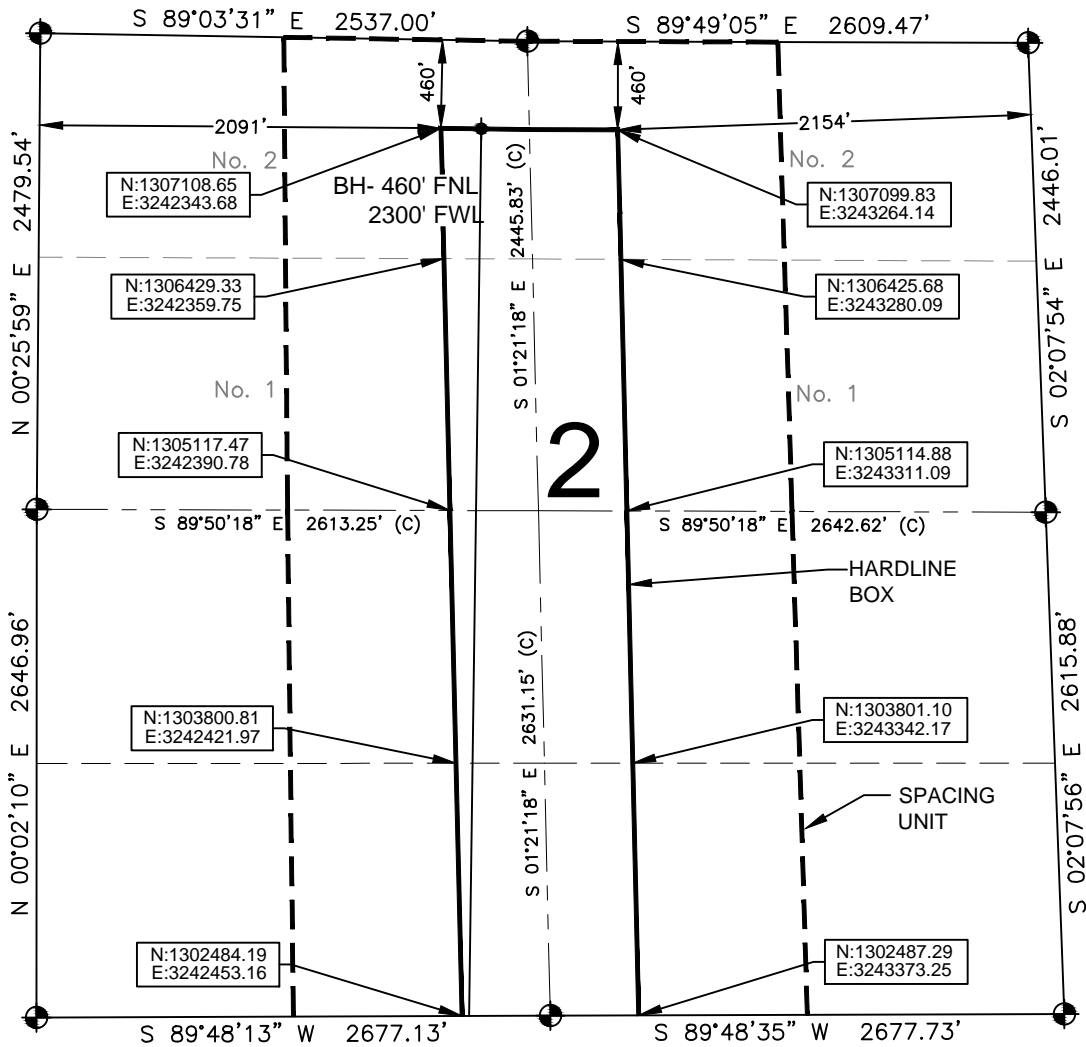 S 89°03'31" E 2537.00'
S 89°49'05" E 2609.47'
460'
460'
2091'
2154'
No. 2
No. 2
N:1307108.65
E:3242343.68
BH- 460' FNL
2300' FWL
N:1307099.83
E:3243264.14
N 00°25'59" E 2479.54'
S 01°21'18" E 2445.83' (C)
S 02°07'54" E 2446.01'
N:1306429.33
E:3242359.75
N:1306425.68
E:3243280.09
No. 1
No. 1
2
N:1305117.47
E:3242390.78
N:1305114.88
E:3243311.09
S 89°50'18" E 2613.25' (C)
S 89°50'18" E 2642.62' (C)
HARDLINE
BOX
N 00°02'10" E 2646.96'
S 01°21'18" E 2631.15' (C)
S 02°07'56" E 2615.88'
N:1303800.81
E:3242421.97
N:1303801.10
E:3243342.17
SPACING
UNIT
N:1302484.19
E:3242453.16
N:1302487.29
E:3243373.25
S 89°48'13" W 2677.13'
S 89°48'35" W 2677.73'